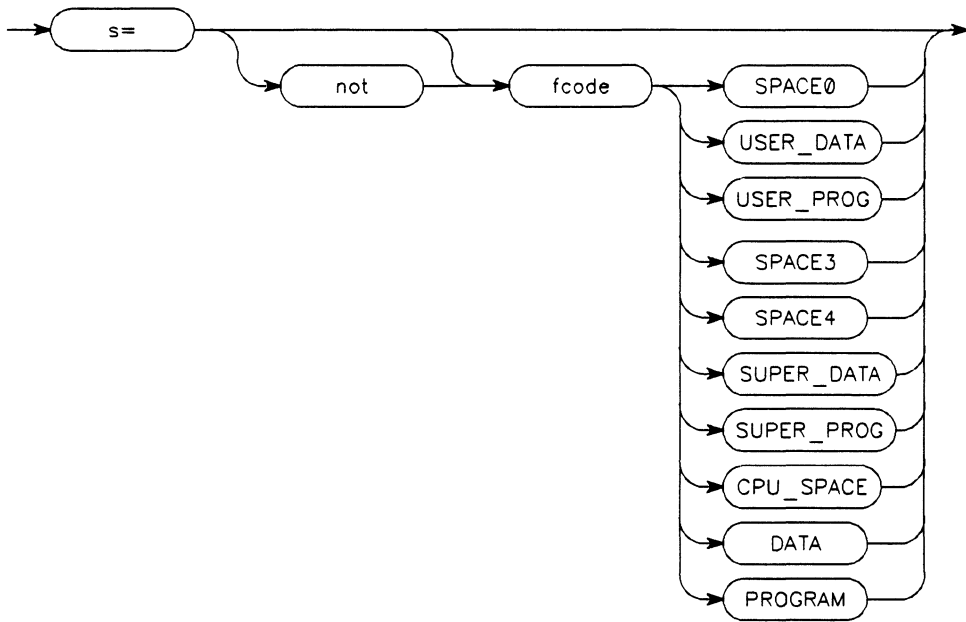 s=
not
fcode
SPACE0
USER_DATA
USER_PROG
SPACE3
SPACE4
SUPER_DATA
SUPER_PROG
CPU_SPACE
DATA
PROGRAM